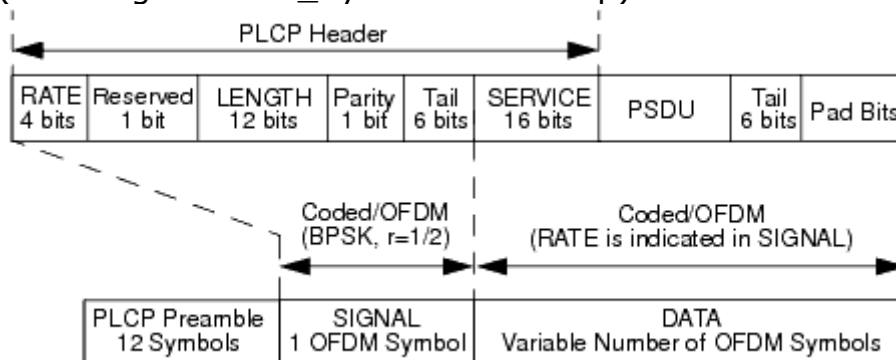 PLCP Header
RATE Reserved LENGTH Parity Tail SERVICE PSDU Tail Pad Bits
4 bits 1 bit 12 bits 1 bit 6 bits 16 bits 6 bits
Coded/OFDM Coded/OFDM
(BPSK, r=1/2) (RATE is indicated in SIGNAL)
PLCP Preamble SIGNAL DATA
12 Symbols 1 OFDM Symbol Variable Number of OFDM Symbols